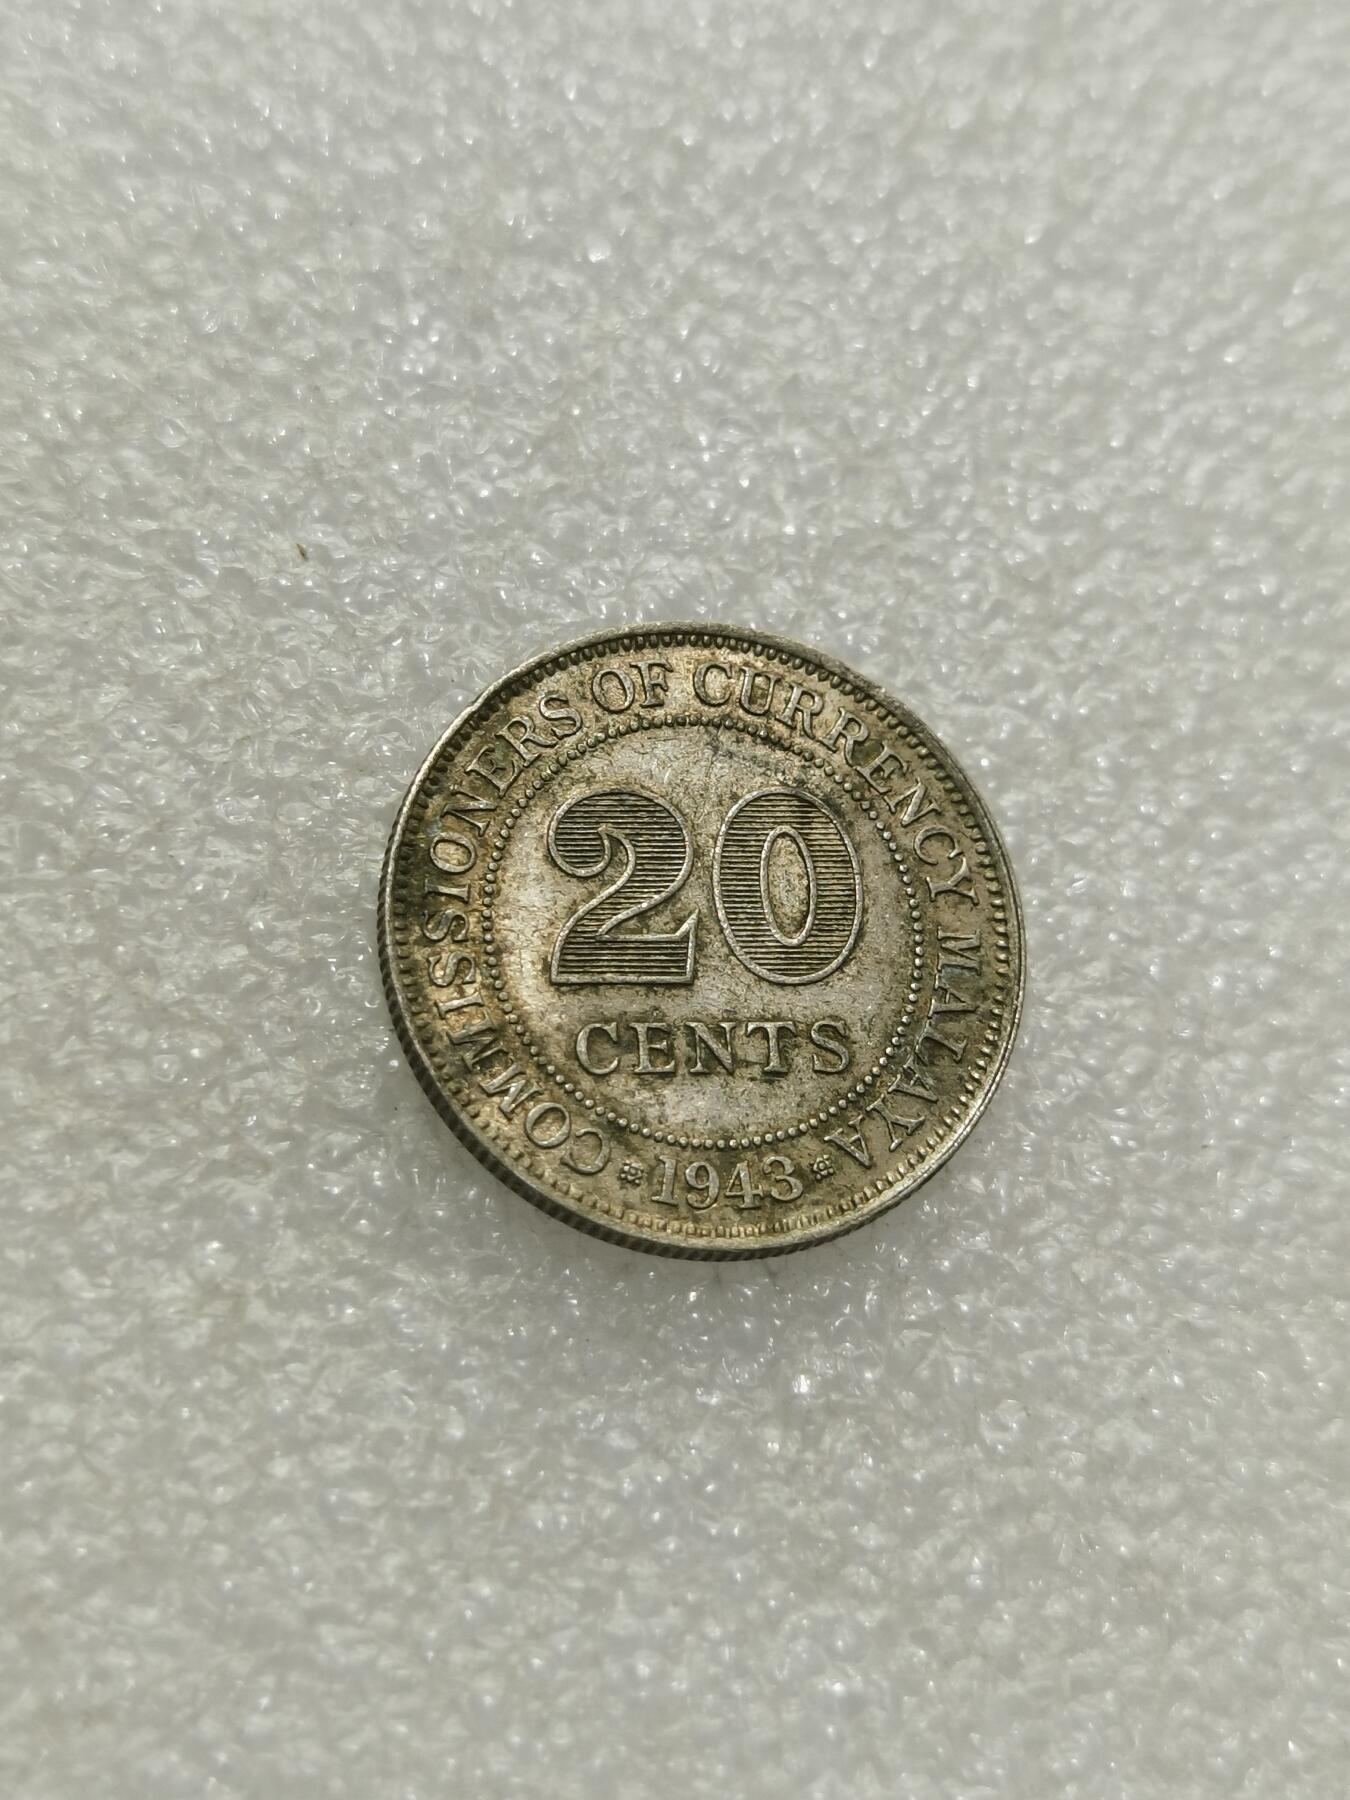 COMMISSIONERS OF CURRENCY MALAYA
20
CENTS
1943